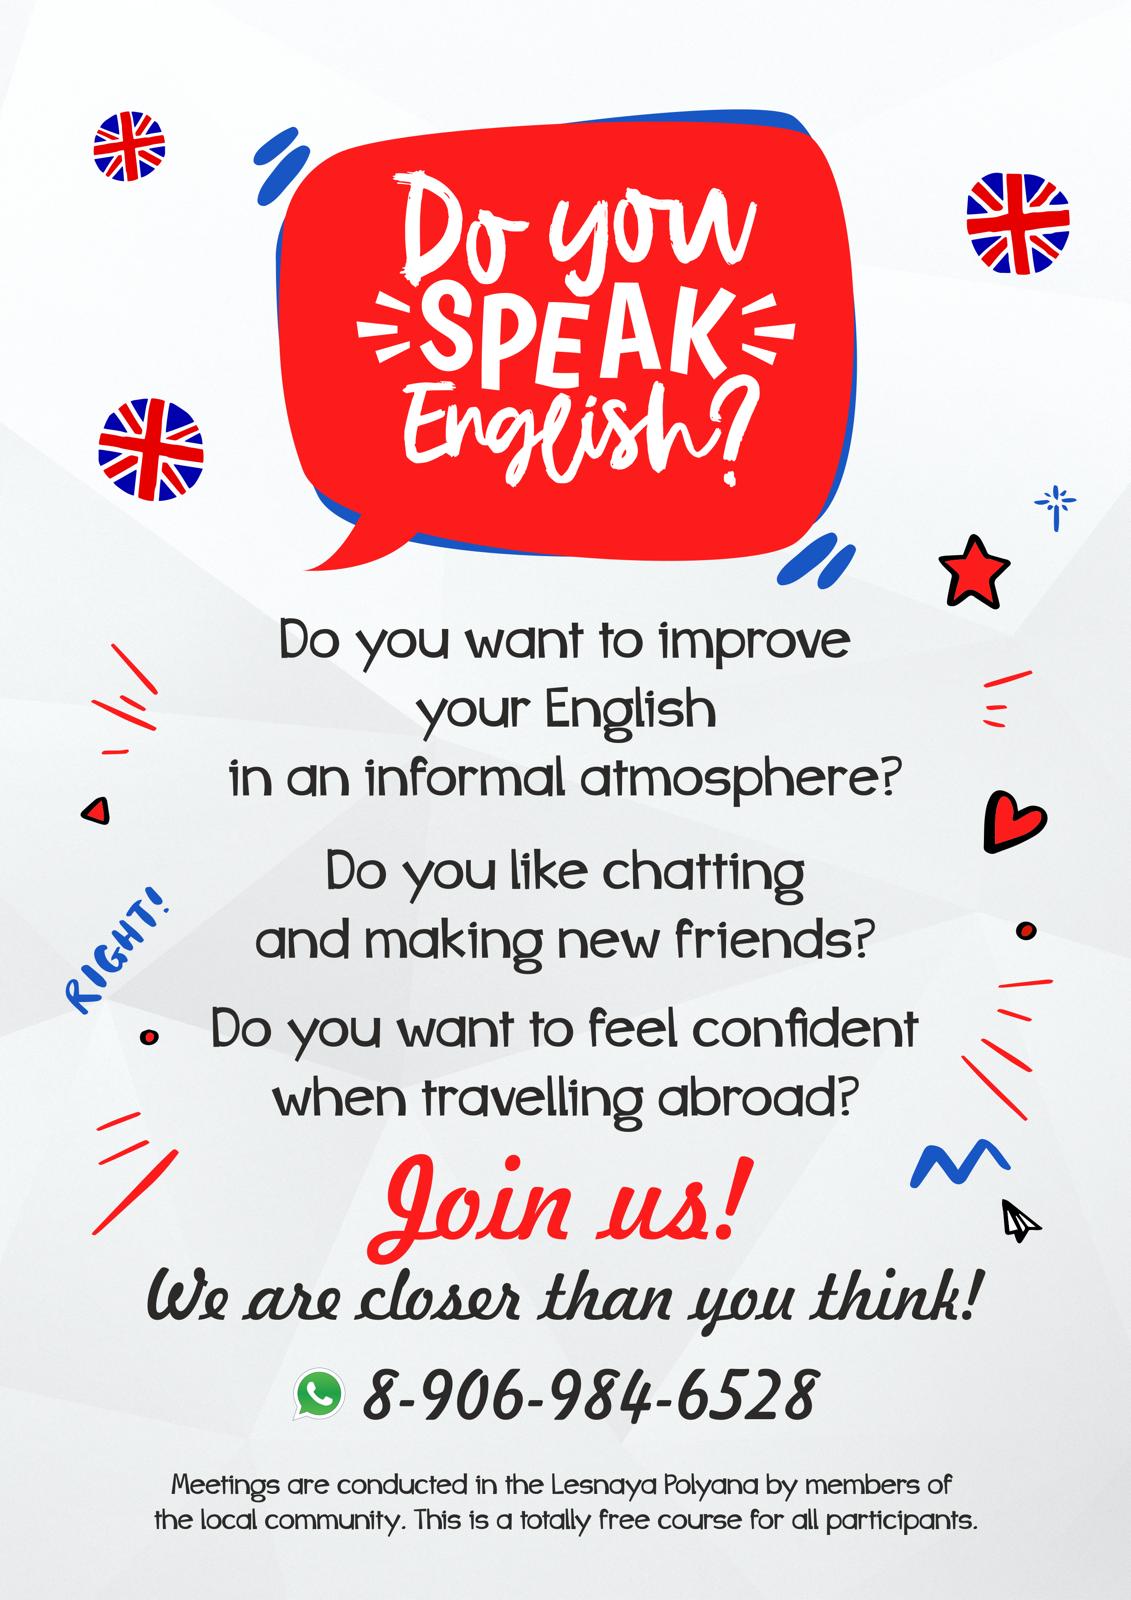 Do you
SPEAK
English?
Do you want to improve
your English
in an informal atmosphere?
Do you like chatting
and making new friends?
RIGHT!
Do you want to feel confident
when travelling abroad?
Join us!
We are closer than you think!
8-906-984-6528
Meetings are conducted in the Lesnaya Polyana by members of
the local community. This is a totally free course for all participants.